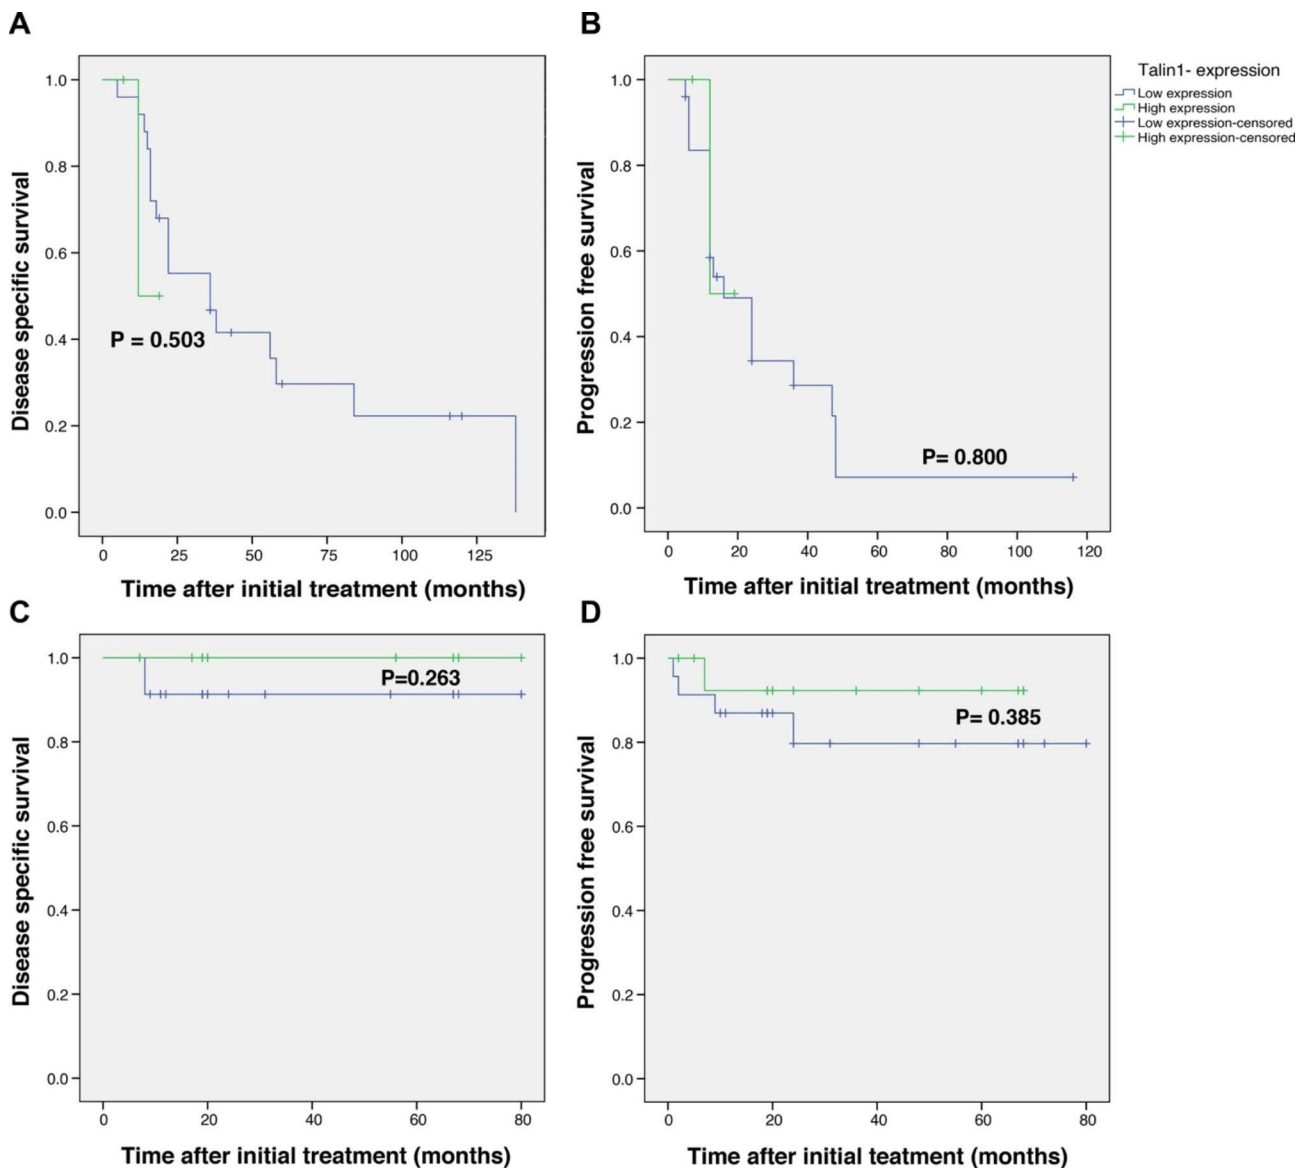 A
Disease specific survival
1.0
0.8
0.6
0.4
0.2
0.0
P = 0.503
0 25 50 75 100 125
Time after initial treatment (months)
B
Progression free survival
1.0
0.8
0.6
0.4
0.2
0.0
P= 0.800
0 20 40 60 80 100 120
Time after initial treatment (months)
Talin1- expression
Low expression
High expression
Low expression-censored
High expression-censored
C
Disease specific survival
1.0
0.8
0.6
0.4
0.2
0.0
P=0.263
0 20 40 60 80
Time after initial treatment (months)
D
Progression free survival
1.0
0.8
0.6
0.4
0.2
0.0
P= 0.385
0 20 40 60 80
Time after initial teatment (months)